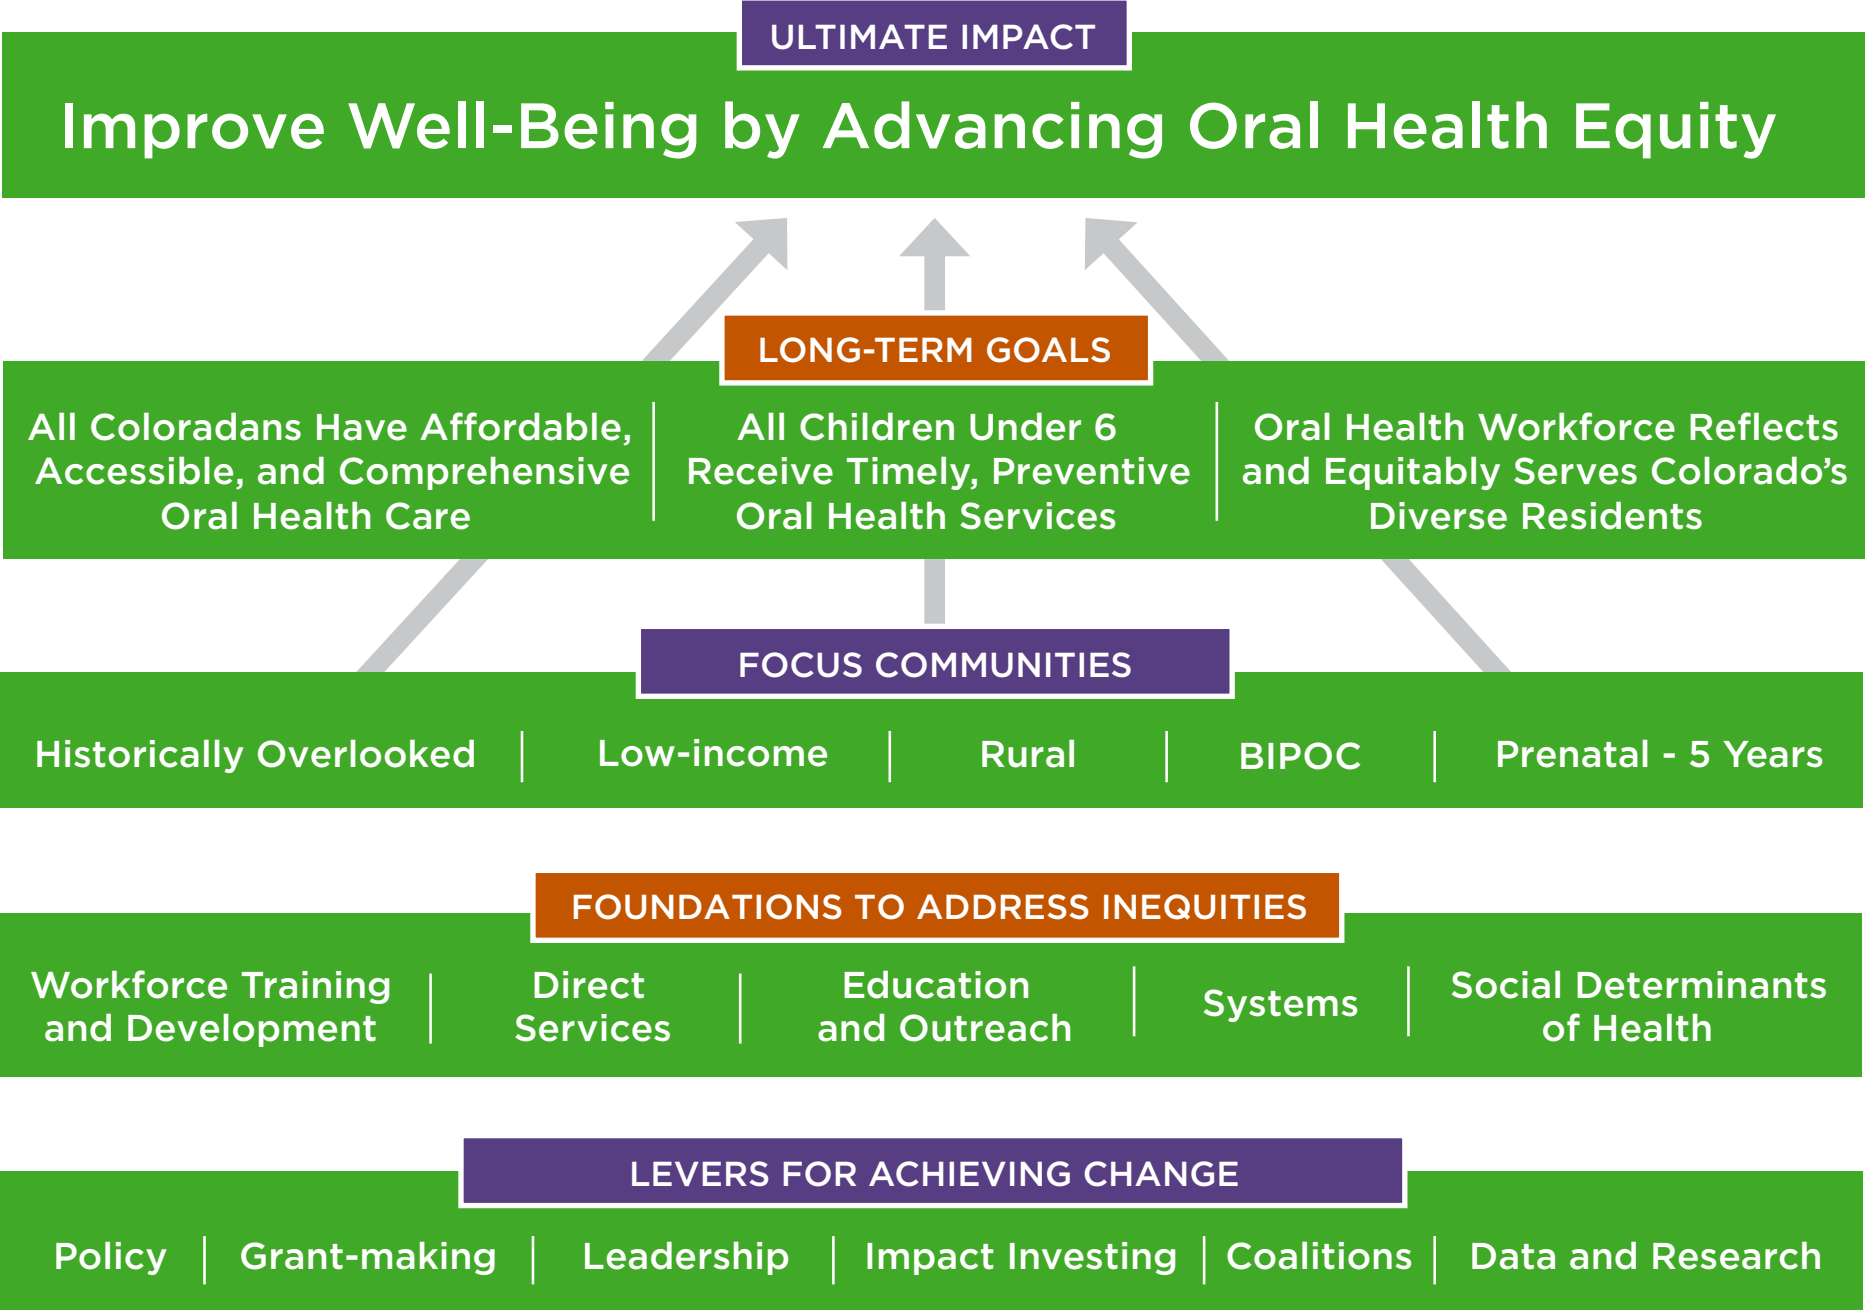 ULTIMATE IMPACT
Improve Well-Being by Advancing Oral Health Equity
LONG-TERM GOALS
All Coloradans Have Affordable,
Accessible, and Comprehensive
Oral Health Care
All Children Under 6
Receive Timely, Preventive
Oral Health Services
Oral Health Workforce Reflects
and Equitably Serves Colorado’s
Diverse Residents
FOCUS COMMUNITIES
Historically Overlooked
Low-income
Rural
BIPOC
Prenatal - 5 Years
FOUNDATIONS TO ADDRESS INEQUITIES
Workforce Training
and Development
Direct
Services
Education
and Outreach
Systems
Social Determinants
of Health
LEVERS FOR ACHIEVING CHANGE
Policy
Grant-making
Leadership
Impact Investing
Coalitions
Data and Research